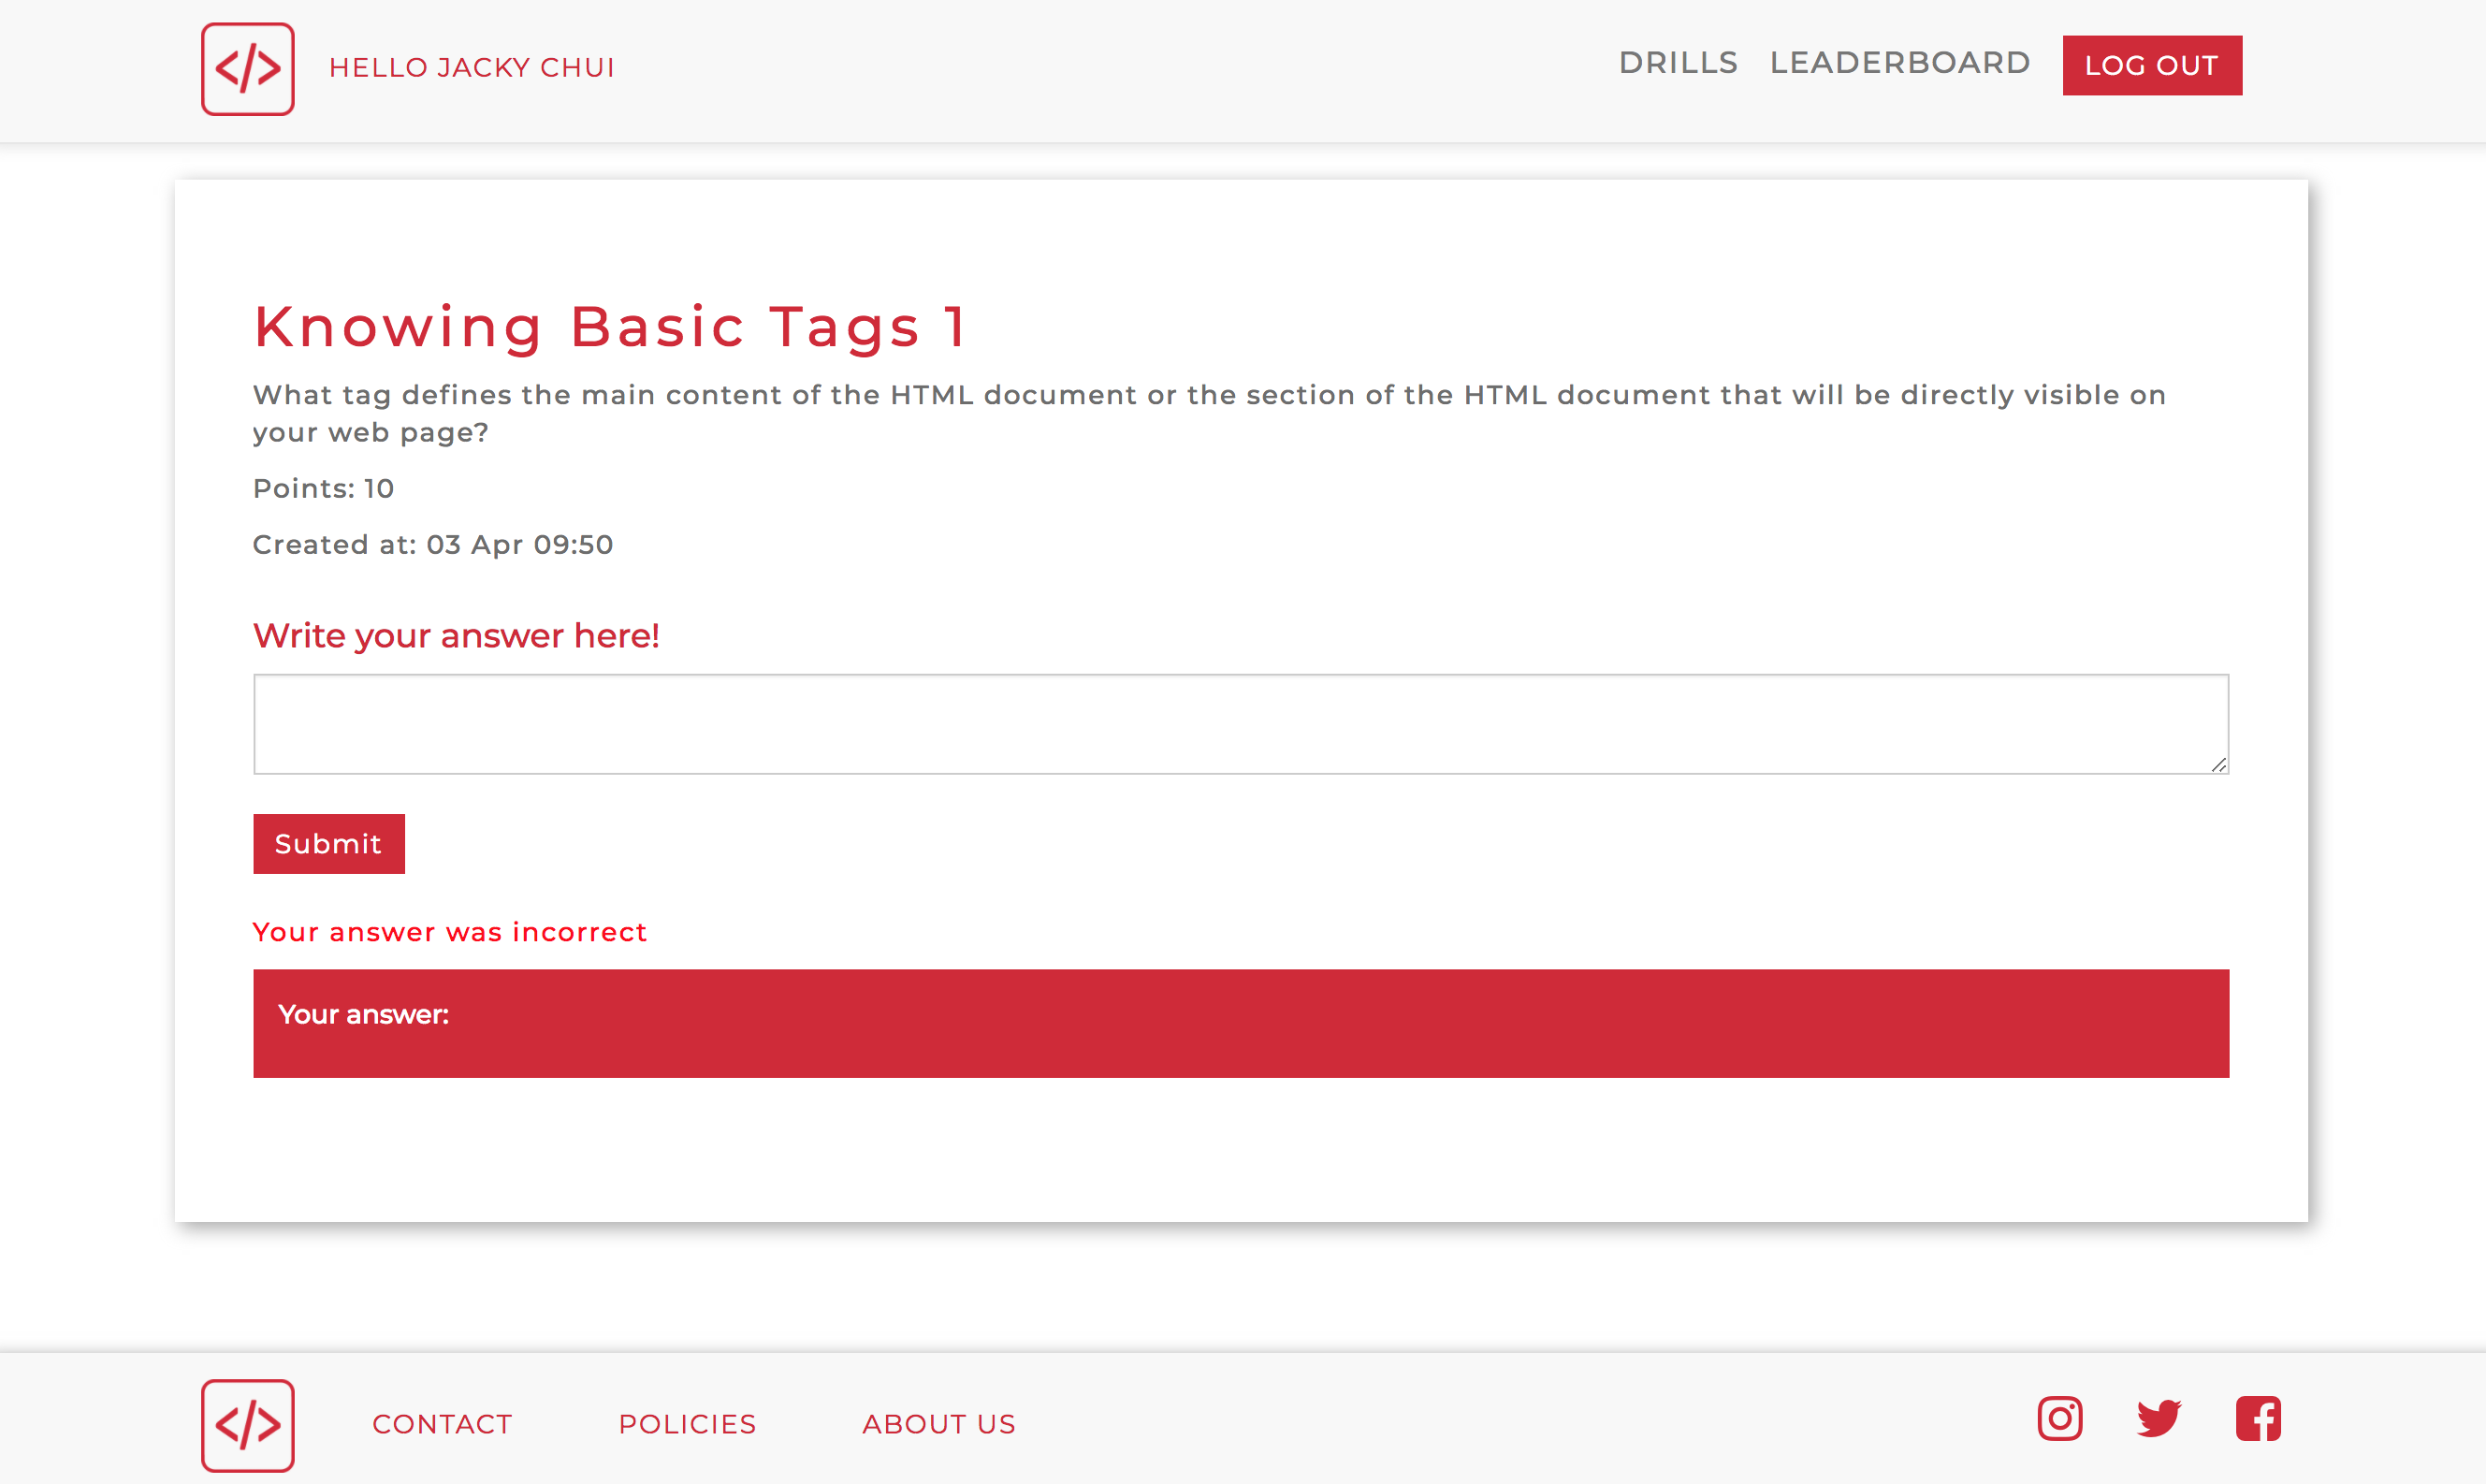 </> HELLO JACKY CHUI DRILLS LEADERBOARD LOG OUT
Knowing Basic Tags 1
What tag defines the main content of the HTML document or the section of the HTML document that will be directly visible on
your web page?
Points: 10
Created at: 03 Apr 09:50
Write your answer here!
Submit
Your answer was incorrect
Your answer:
</> CONTACT POLICIES ABOUT US